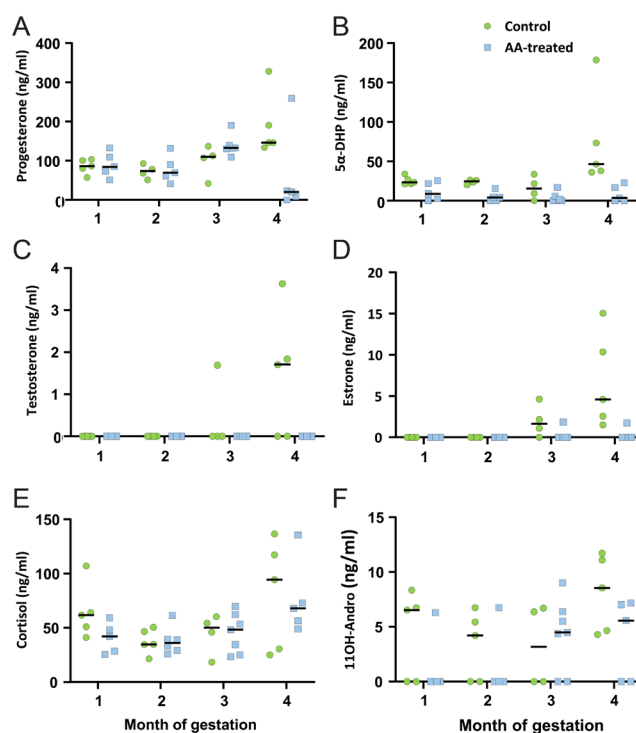 A
Progesterone (ng/ml)
400
300
200
100
0
1 2 3 4
Control
AA-treated
B
5α-DHP (ng/ml)
200
150
100
50
0
1 2 3 4
C
Testosterone (ng/ml)
4
3
2
1
0
1 2 3 4
D
Estrone (ng/ml)
20
15
10
5
0
1 2 3 4
E
Cortisol (ng/ml)
150
100
50
0
1 2 3 4
Month of gestation
F
11OH-Andro (ng/ml)
15
10
5
0
1 2 3 4
Month of gestation